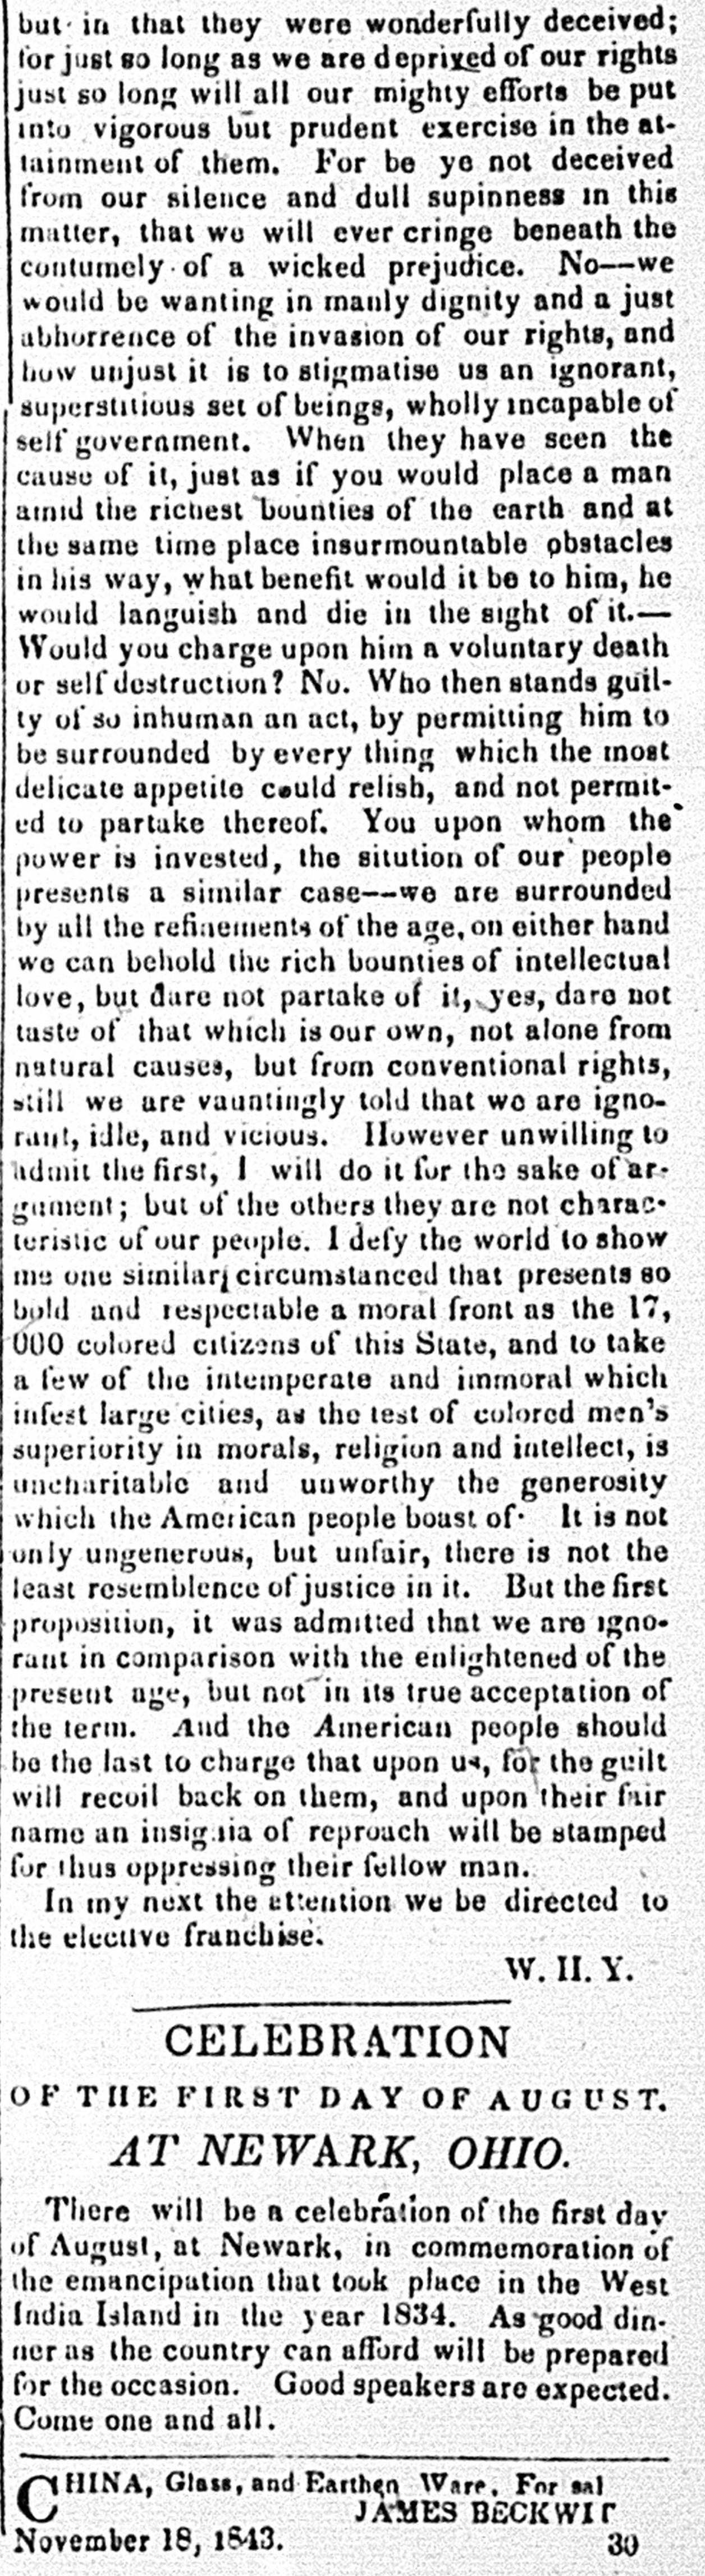 but in that they were wonderfully deceived;
for just so long as we are deprived of our rights
just so long will all our mighty efforts be put
into vigorous but prudent exercise in the at-
tainment of them. For be ye not deceived
from our silence and dull supinness in this
matter, that we will ever cringe beneath the
contumely of a wicked prejudice. No—we
would be wanting in manly dignity and a just
abhorrence of the invasion of our rights, and
how unjust it is to stigmatise us an ignorant,
superstitious set of beings, wholly incapable of
self government. When they have seen the
cause of it, just as if you would place a man
amid the richest bounties of the earth and at
the same time place insurmountable obstacles
in his way, what benefit would it be to him, he
would languish and die in the sight of it.—
Would you charge upon him a voluntary death
or self destruction? No. Who then stands guil-
ty of so inhuman an act, by permitting him to
be surrounded by every thing which the most
delicate appetite could relish, and not permit-
ed to partake thereof. You upon whom the
power is invested, the sitution of our people
presents a similar case—we are surrounded
by all the refinements of the age, on either hand
we can behold the rich bounties of intellectual
love, but dare not partake of it, yes, dare not
taste of that which is our own, not alone from
natural causes, but from conventional rights,
still we are vauntingly told that we are igno-
rant, idle, and vicious. However unwilling to
admit the first, I will do it for the sake of ar-
gument; but of the others they are not charac-
teristic of our people. I defy the world to show
me one similarj circumstanced that presents so
bold and respectable a moral front as the 17,
000 colored citizens of this State, and to take
a few of the intemperate and immoral which
infest large cities, as the test of colored men's
superiority in morals, religion and intellect, is
uncharitable and unworthy the generosity
which the American people boast of. It is not
only ungenerous, but unfair, there is not the
least resemblence of justice in it. But the first
proposition, it was admitted that we are igno-
rant in comparison with the enlightened of the
present age, but not in its true acceptation of
the term. And the American people should
be the last to charge that upon us, for the guilt
will recoil back on them, and upon their fair
name an insignia of reproach will be stamped
for thus oppressing their fellow man.
In my next the attention we be directed to
the elective franchise.
W. H. Y.
CELEBRATION
OF THE FIRST DAY OF AUGUST.
AT NEWARK, OHIO.
There will be a celebration of the first day
of August, at Newark, in commemoration of
the emancipation that took place in the West
India Island in the year 1834. As good din-
ner as the country can afford will be prepared
for the occasion. Good speakers are expected.
Come one and all.
CHINA, Glass, and Earthen Ware, For sal
JAMES BECKWIT
November 18, 1843. 30